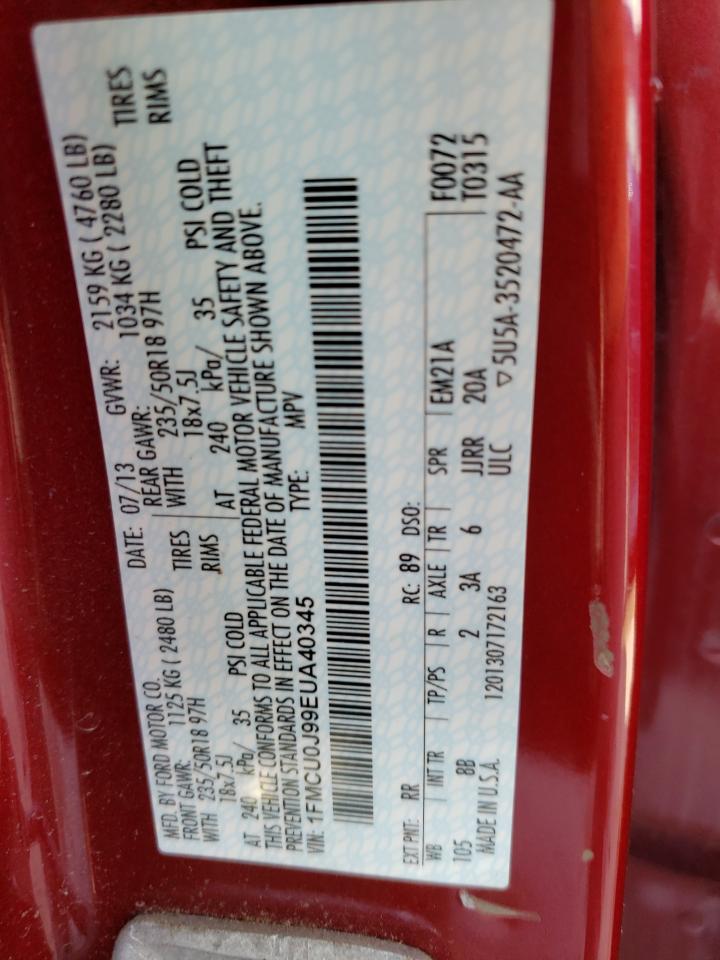 MFD. BY FORD MOTOR CO. DATE: 07/13 GVWR: 2159 KG ( 4760 LB)
FRONT GAWR: 1125 KG ( 2480 LB) REAR GAWR: 1034 KG ( 2280 LB)
WITH 235/50R18 97H TIRES WITH 235/50R18 97H TIRES
18x7.5J RIMS 18x7.5J RIMS
AT 240 kPa/ 35 PSI COLD AT 240 kPa/ 35 PSI COLD
THIS VEHICLE CONFORMS TO ALL APPLICABLE FEDERAL MOTOR VEHICLE SAFETY AND THEFT
PREVENTION STANDARDS IN EFFECT ON THE DATE OF MANUFACTURE SHOWN ABOVE.
VIN: 1FMCU0J99EUA40345 TYPE: MPV
EXT PNT: RR RC: 89 DSO: F0072
WB INT TR TP/PS R AXLE TR SPR EM21A T0315
105 8B 2 3A 6 JJRR 20A
MADE IN U.S.A. 1201307172163 ULC ▽5U5A-3520472-AA